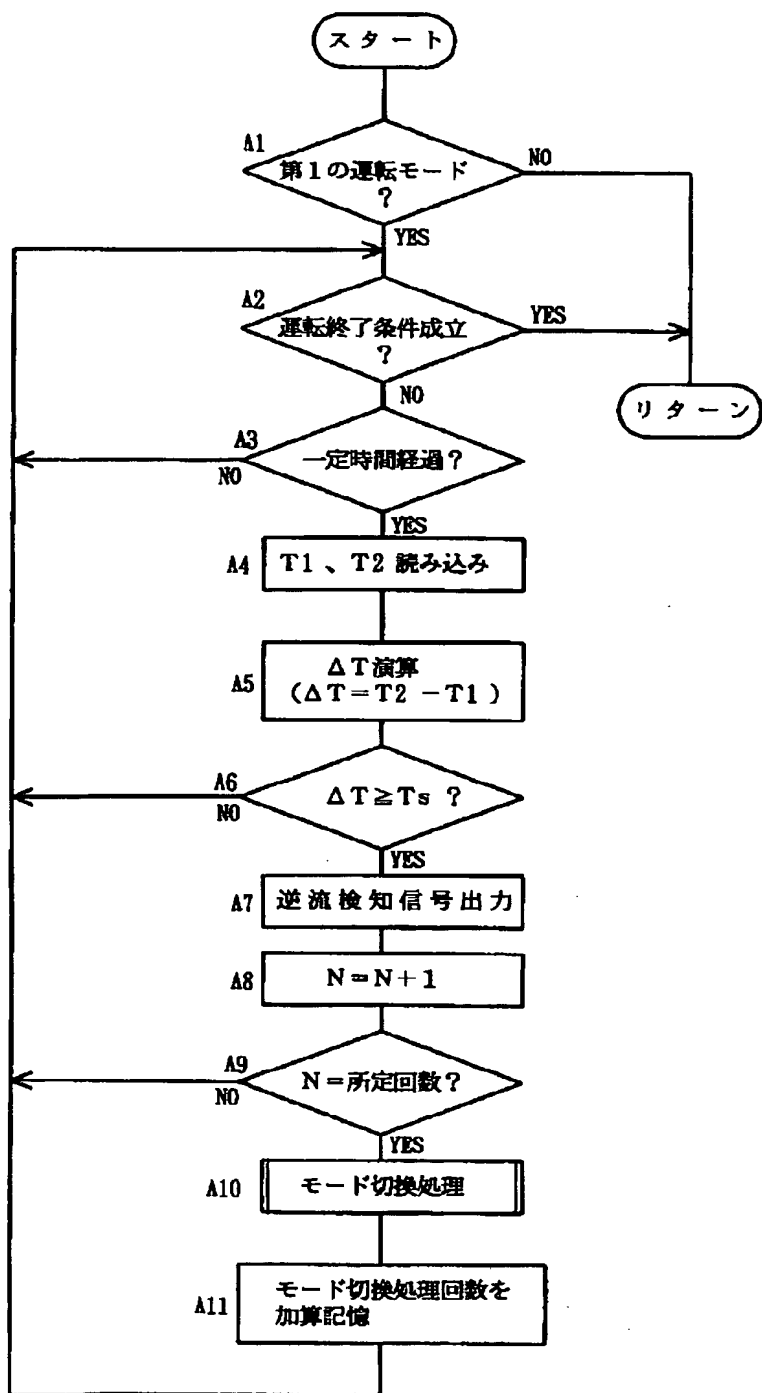 スタート
A1
第1の運転モード
?
NO
YES
A2
運転終了条件成立
?
YES
NO
リターン
A3
一定時間経過?
NO
YES
A4
T1、T2読み込み
A5
ΔT演算
(ΔT=T2-T1)
A6
ΔT≧Ts ?
NO
YES
A7
逆流検知信号出力
A8
N=N+1
A9
N=所定回数?
NO
YES
A10
モード切換処理
A11
モード切換処理回数を
加算記憶